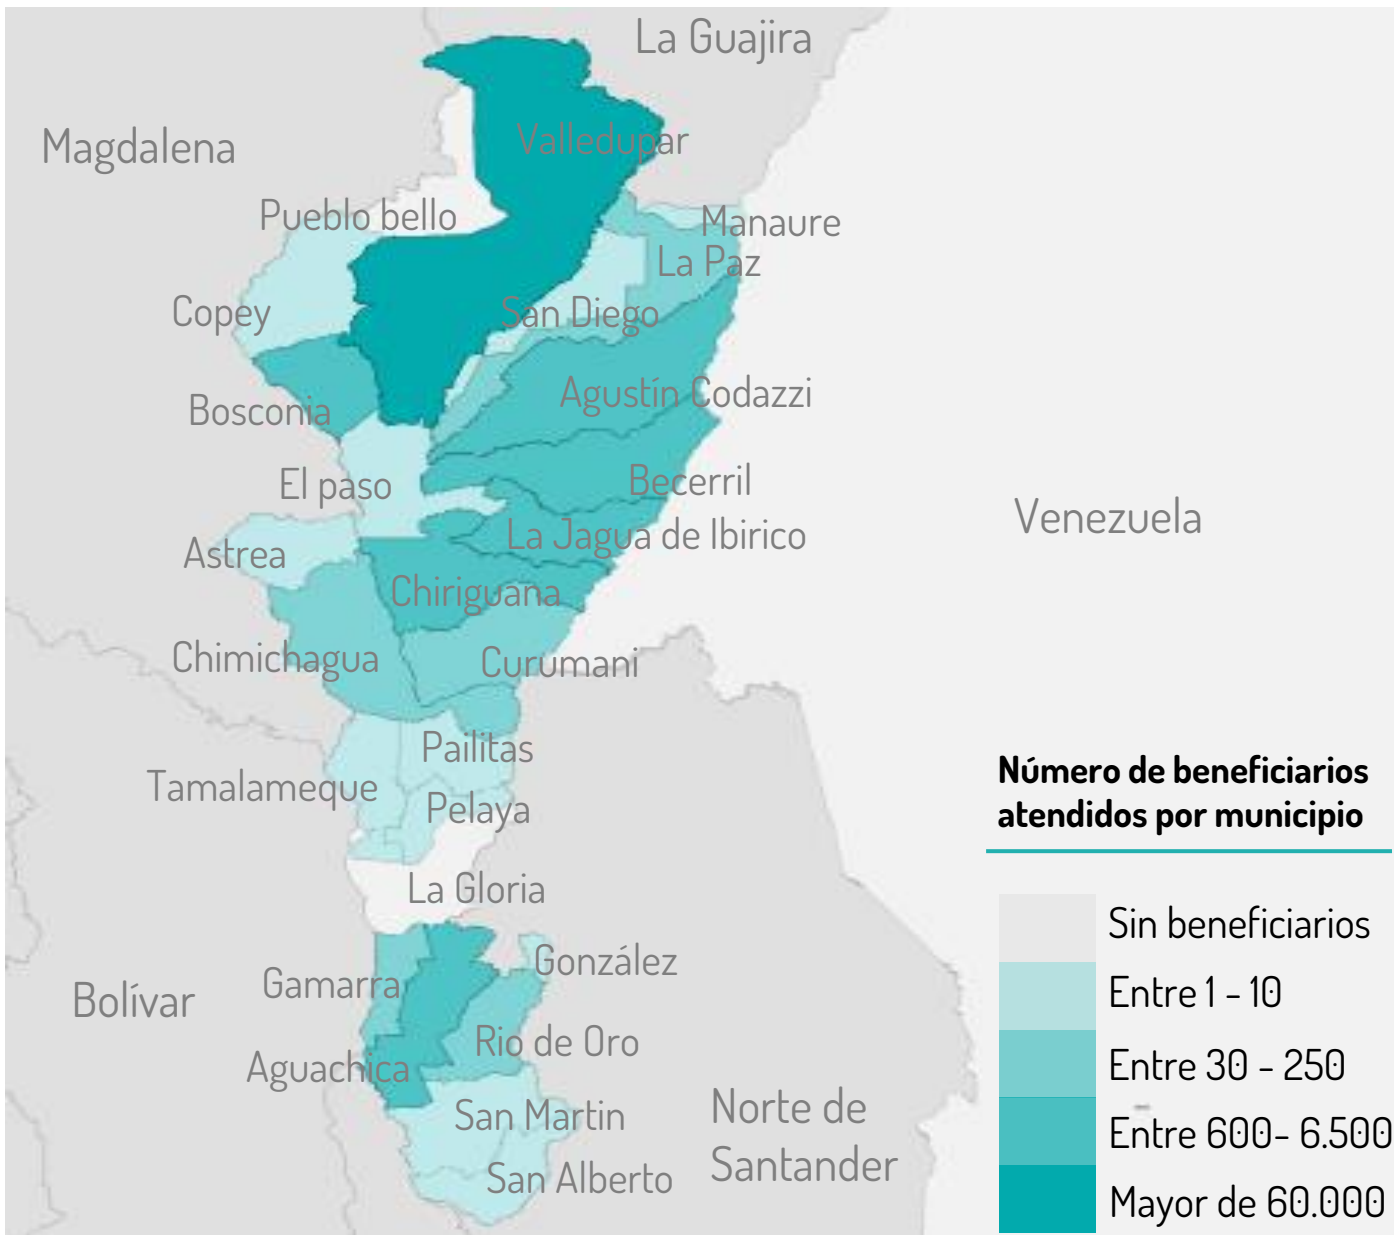 La Guajira
Magdalena
Valledupar
Pueblo bello
Manaure
La Paz
Copey
San Diego
Agustín Codazzi
Bosconia
El paso
Becerril
Venezuela
La Jagua de Ibirico
Astrea
Chiriguana
Chimichagua
Curumani
Pailitas
Tamalameque
Pelaya
La Gloria
González
Gamarra
Bolívar
Rio de Oro
Aguachica
San Martin
San Alberto
Norte de
Santander
Número de beneficiarios
atendidos por municipio
Sin beneficiarios
Entre 1 - 10
Entre 30 - 250
Entre 600- 6.500
Mayor de 60.000